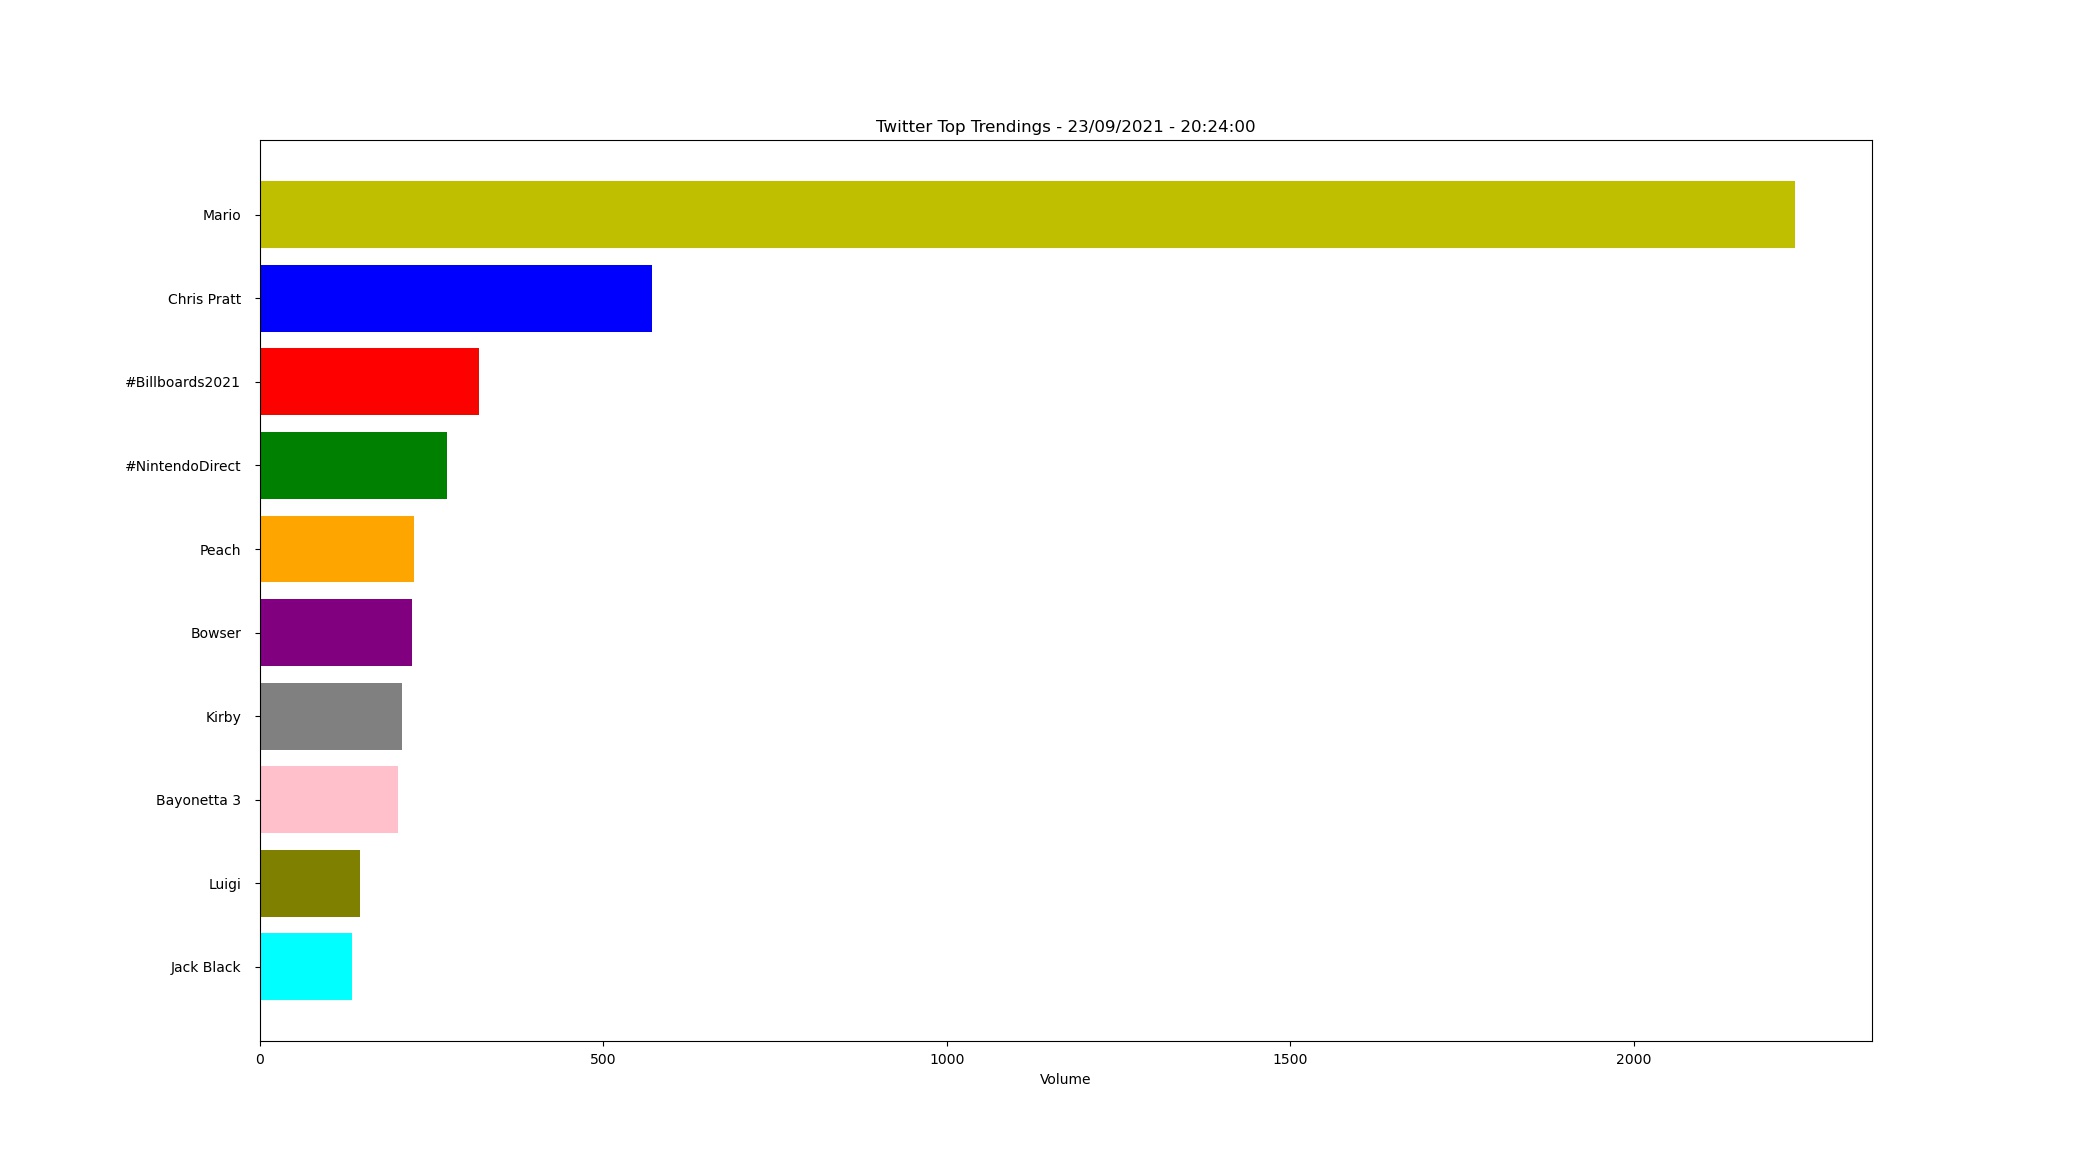 Twitter Top Trendings - 23/09/2021 - 20:24:00
Mario
Chris Pratt
#Billboards2021
#NintendoDirect
Peach
Bowser
Kirby
Bayonetta 3
Luigi
Jack Black
0 500 1000 1500 2000
Volume